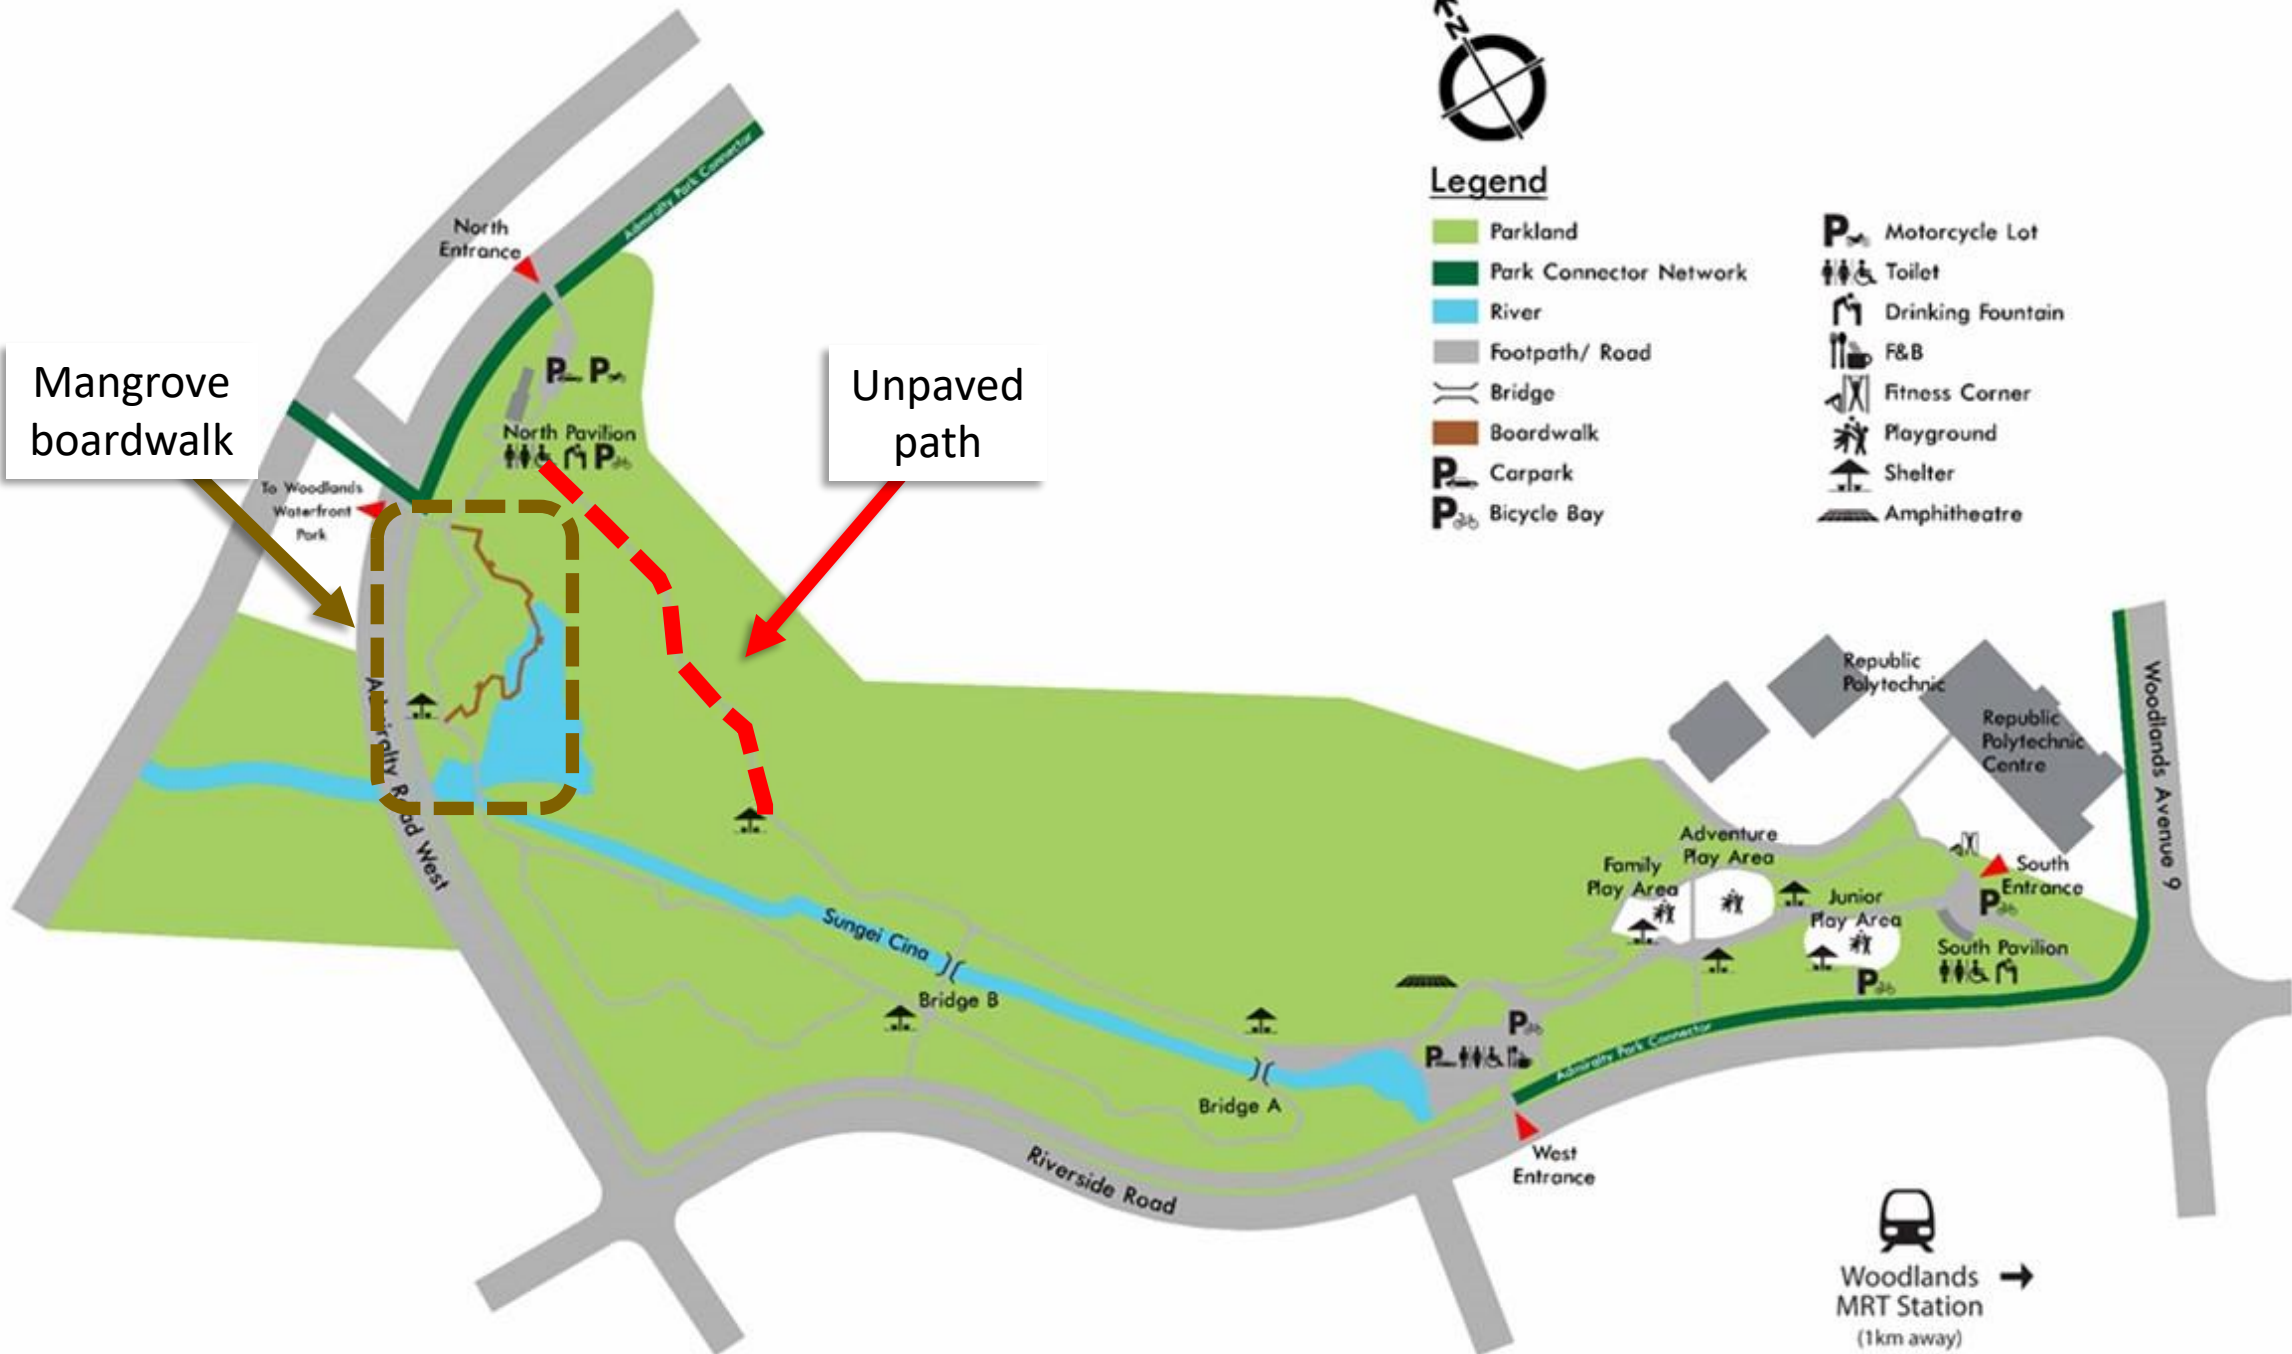 N
Legend
Parkland
Park Connector Network
River
Footpath/ Road
Bridge
Boardwalk
P Carpark
P Bicycle Bay
P Motorcycle Lot
Toilet
Drinking Fountain
F&B
Fitness Corner
Playground
Shelter
Amphitheatre
Admiralty Park Connector
North
Entrance
Mangrove
boardwalk
Unpaved
path
P P
North Pavilion
P
To Woodlands
Waterfront
Park
Admiralty Road West
Republic
Polytechnic
Republic
Polytechnic
Centre
Woodlands Avenue 9
Adventure
Play Area
Family
Play Area
Junior
Play Area
South
Entrance
P
South Pavilion
P
Sungei Cina
Bridge B
P
P
Admiralty Park Connector
Bridge A
Riverside Road
West
Entrance
Woodlands
MRT Station
(1km away)